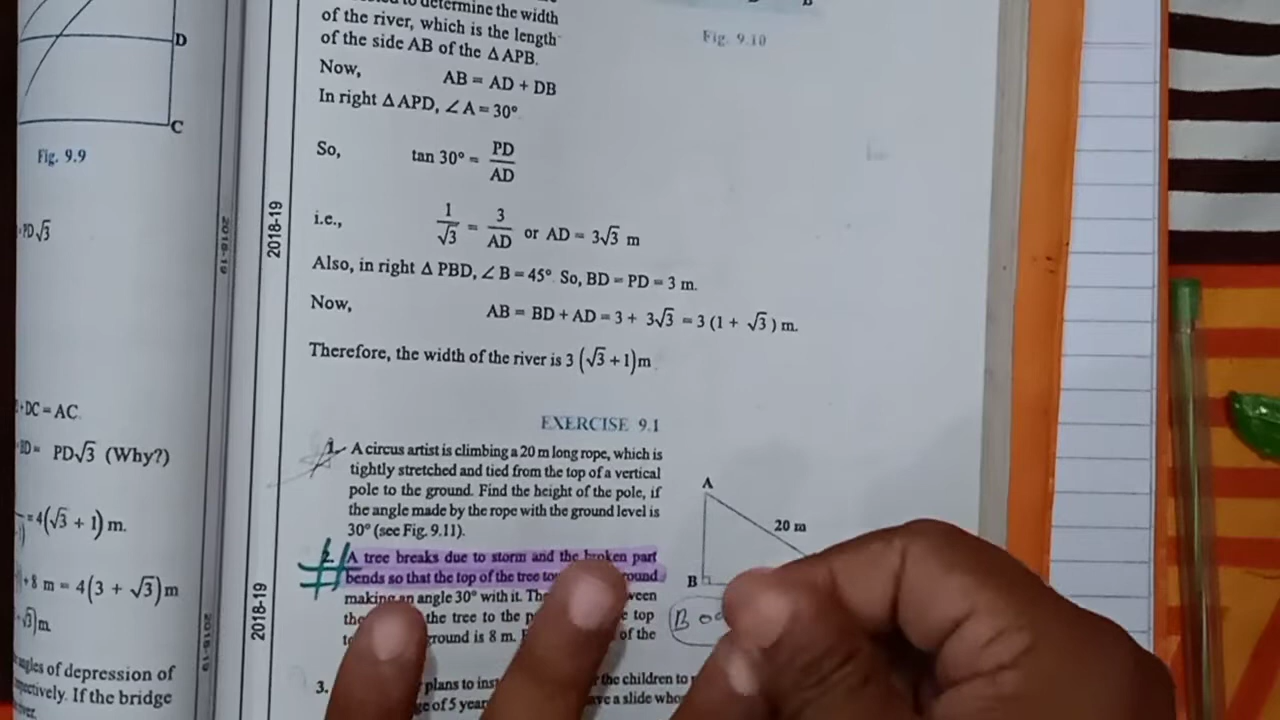 D
C
Fig. 9.9
PD√3
DC = AC.
PD√3 (Why?)
= 4(√3 + 1) m.
+ 8 m = 4(3 + √3) m
√3) m.
angles of depression of
If the bridge
2018-19
2018-19
2018-19
2018-19
to determine the width
of the river, which is the length
of the side AB of the Δ APB.
Now, AB = AD + DB
In right Δ APD, ∠ A = 30°.
So, tan 30° = PD/AD
i.e., 1/√3 = 3/AD or AD = 3√3 m
Also, in right Δ PBD, ∠ B = 45°. So, BD = PD = 3 m.
Now, AB = BD + AD = 3 + 3√3 = 3 (1 + √3) m.
Therefore, the width of the river is 3 (√3 + 1) m
Fig. 9.10
EXERCISE 9.1
1. A circus artist is climbing a 20 m long rope, which is
tightly stretched and tied from the top of a vertical
pole to the ground. Find the height of the pole, if
the angle made by the rope with the ground level is
30° (see Fig. 9.11).
2. A tree breaks due to storm and the broken part
bends so that the top of the tree
making an angle 30° with it.
the tree to the top
ground is 8 m. of the
3. plans to the children to
of 5 a slide
A
20 m
B
B